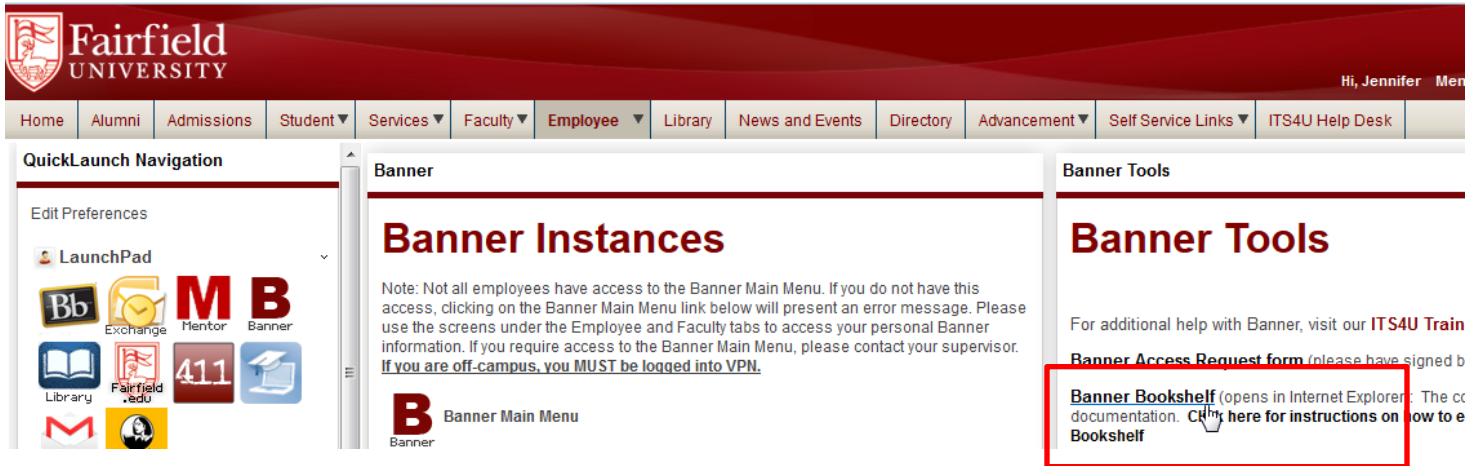 Fairfield
UNIVERSITY
Hi, Jennifer
Home Alumni Admissions Student Services Faculty Employee Library News and Events Directory Advancement Self Service Links ITS4U Help Desk
QuickLaunch Navigation
Edit Preferences
LaunchPad
Bb Exchange M Mentor B Banner
Library Fairfield .edu 411
Banner
Banner Instances
Note: Not all employees have access to the Banner Main Menu. If you do not have this
access, clicking on the Banner Main Menu link below will present an error message. Please
use the screens under the Employee and Faculty tabs to access your personal Banner
information. If you require access to the Banner Main Menu, please contact your supervisor.
If you are off-campus, you MUST be logged into VPN.
B Banner
Banner Main Menu
Banner Tools
Banner Tools
For additional help with Banner, visit our ITS4U Train
Banner Access Request form (please have signed b
Banner Bookshelf (opens in Internet Explorer: The co
documentation. Click here for instructions on how to e
Bookshelf